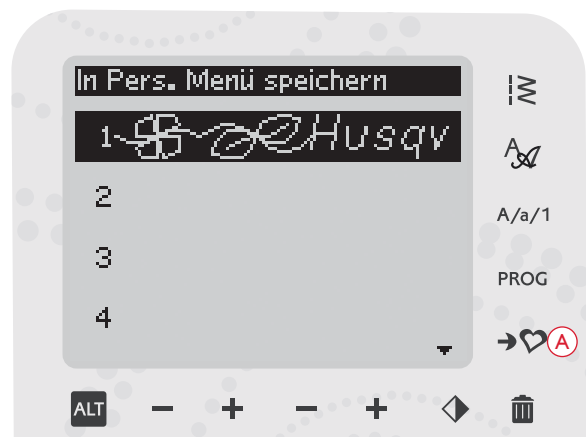 In Pers. Menü speichern
1 Husqv
2
3
4
A/a/1
PROG
A
ALT